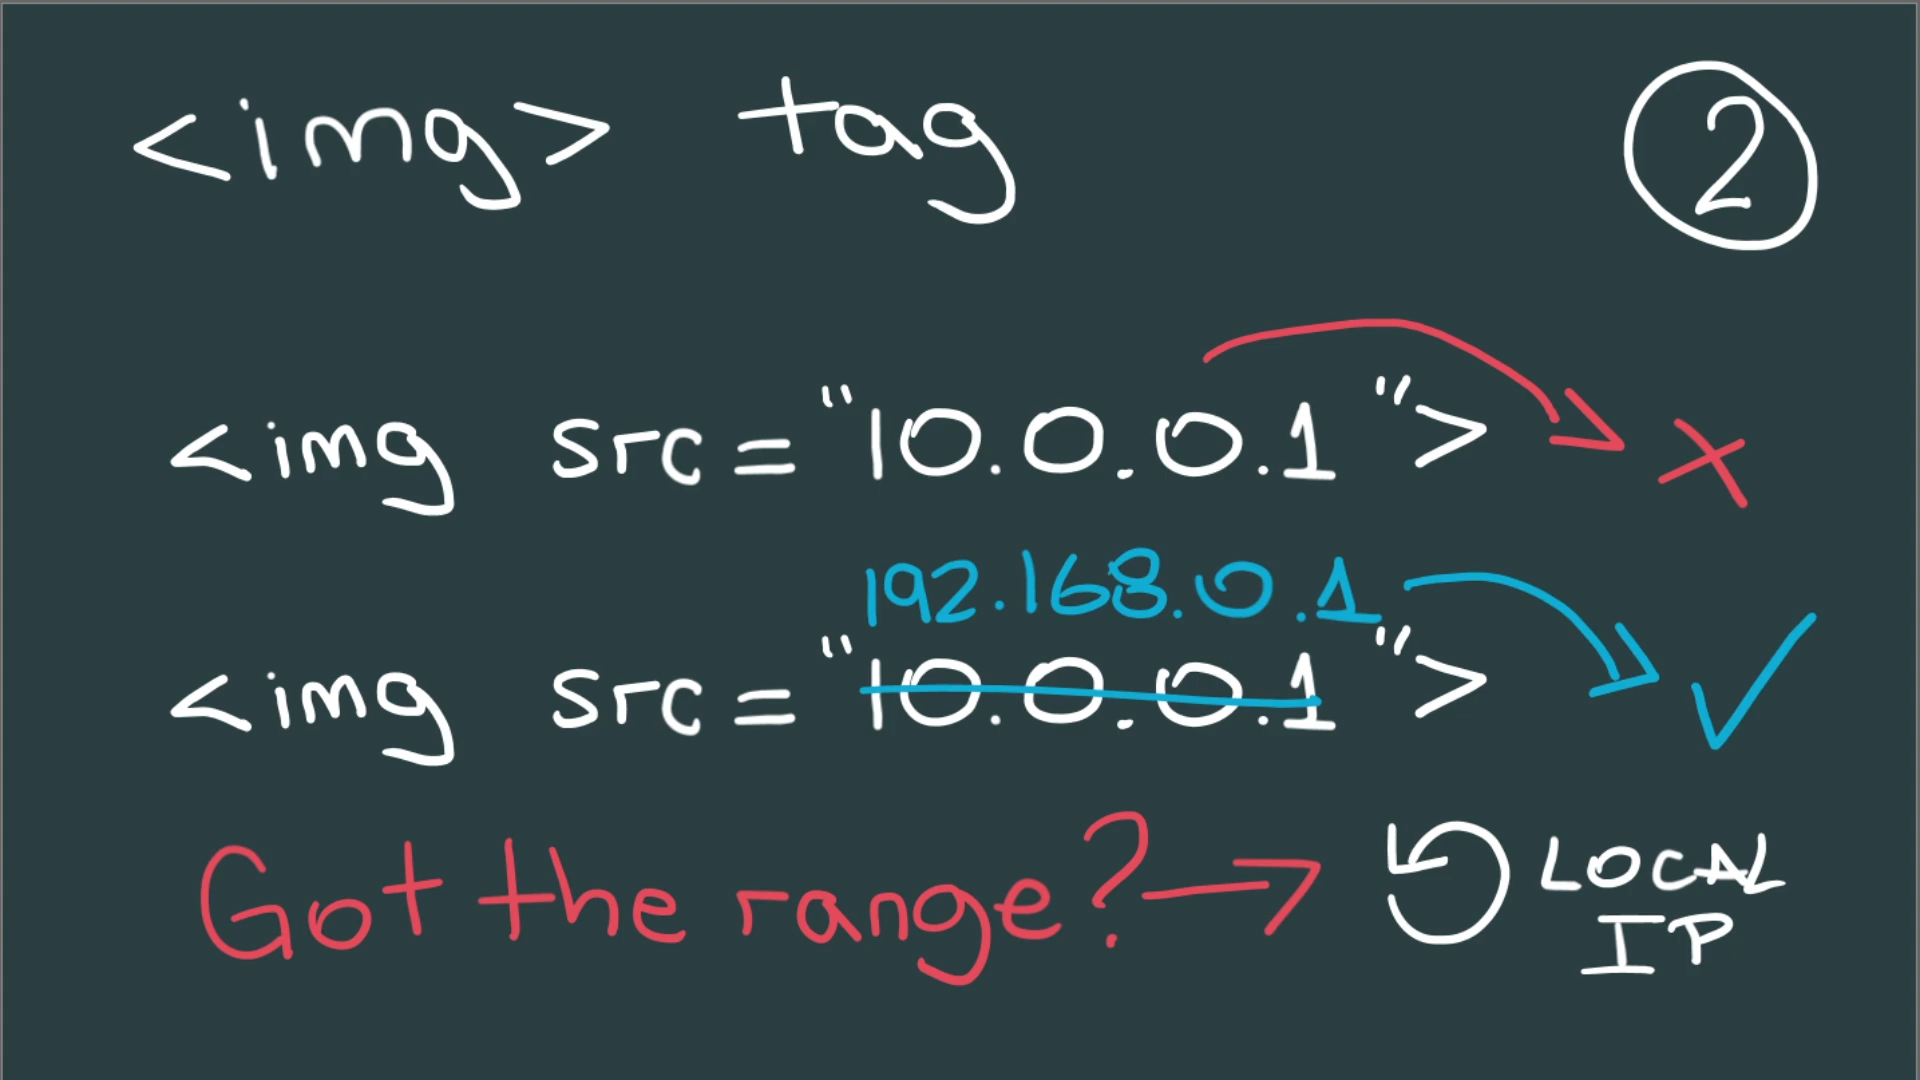 <img> tag
2
<img src="10.0.0.1">
192.168.0.1
<img src="10.0.0.1">
Got the range?
LOCAL
IP